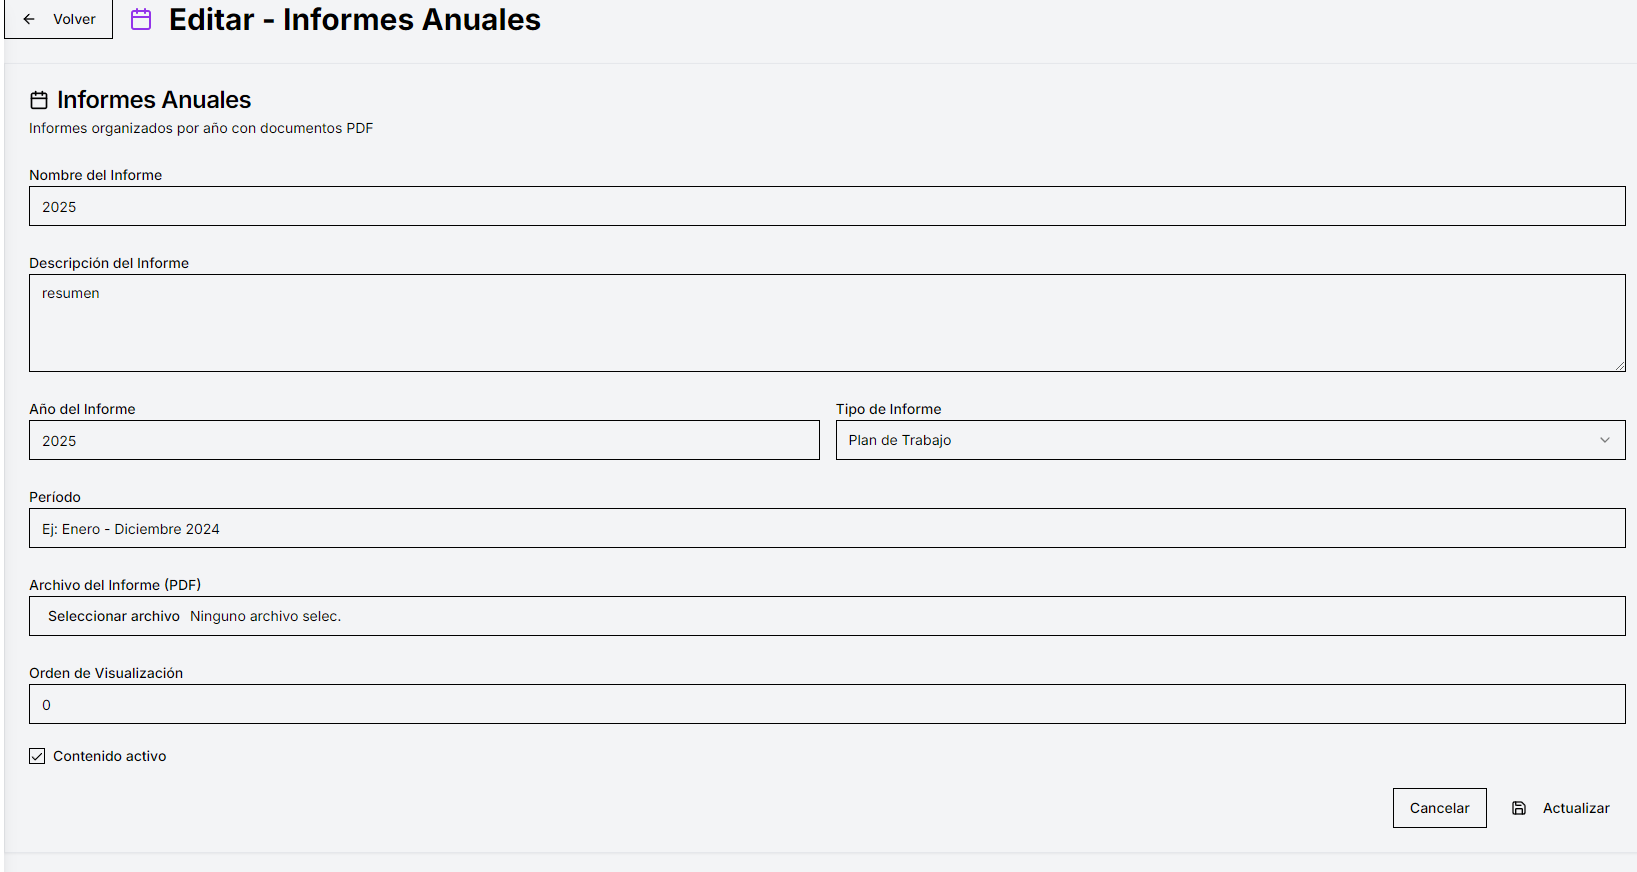 Volver
Editar - Informes Anuales
Informes Anuales
Informes organizados por año con documentos PDF
Nombre del Informe
2025
Descripción del Informe
resumen
Año del Informe
Tipo de Informe
2025
Plan de Trabajo
Período
Ej: Enero - Diciembre 2024
Archivo del Informe (PDF)
Seleccionar archivo Ninguno archivo selec.
Orden de Visualización
0
Contenido activo
Cancelar
Actualizar